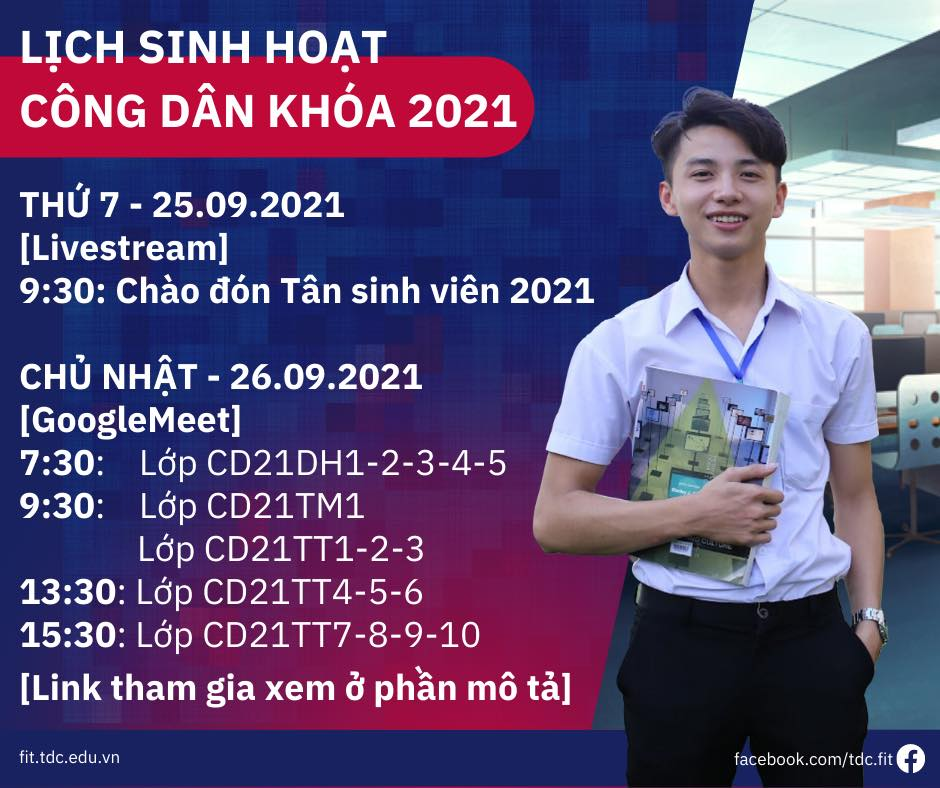 LỊCH SINH HOẠT
CÔNG DÂN KHÓA 2021
THỨ 7 - 25.09.2021
[Livestream]
9:30: Chào đón Tân sinh viên 2021
CHỦ NHẬT - 26.09.2021
[GoogleMeet]
7:30: Lớp CD21DH1-2-3-4-5
9:30: Lớp CD21TM1
Lớp CD21TT1-2-3
13:30: Lớp CD21TT4-5-6
15:30: Lớp CD21TT7-8-9-10
[Link tham gia xem ở phần mô tả]
fit.tdc.edu.vn
facebook.com/tdc.fit